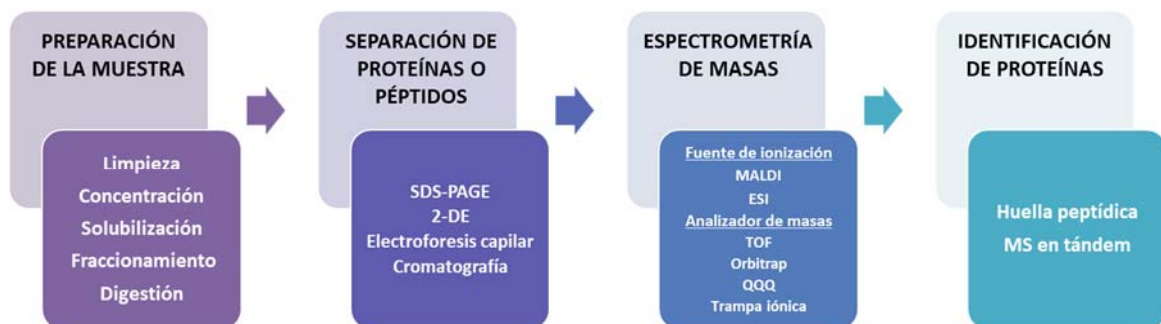 PREPARACIÓN
DE LA MUESTRA
Limpieza
Concentración
Solubilización
Fraccionamiento
Digestión
SEPARACIÓN DE
PROTEÍNAS O
PÉPTIDOS
SDS-PAGE
2-DE
Electroforesis capilar
Cromatografía
ESPECTROMETRÍA
DE MASAS
Fuente de ionización
MALDI
ESI
Analizador de masas
TOF
Orbitrap
QQQ
Trampa iónica
IDENTIFICACIÓN
DE PROTEÍNAS
Huella peptídica
MS en tándem